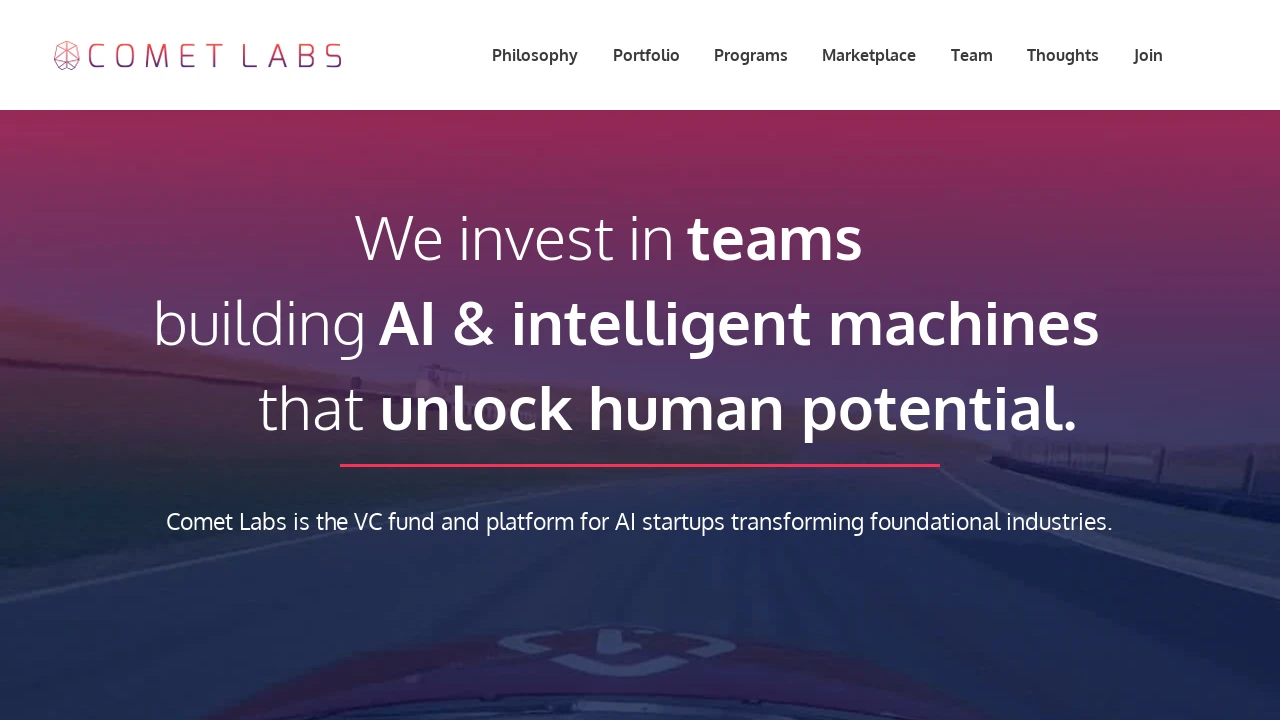 COMET LABS
Philosophy Portfolio Programs Marketplace Team Thoughts Join
We invest in teams
building AI & intelligent machines
that unlock human potential.
Comet Labs is the VC fund and platform for AI startups transforming foundational industries.